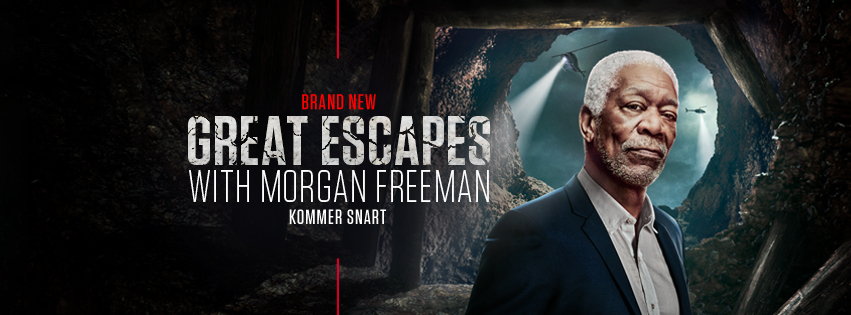 BRAND NEW
GREAT ESCAPES
WITH MORGAN FREEMAN
KOMMER SNART